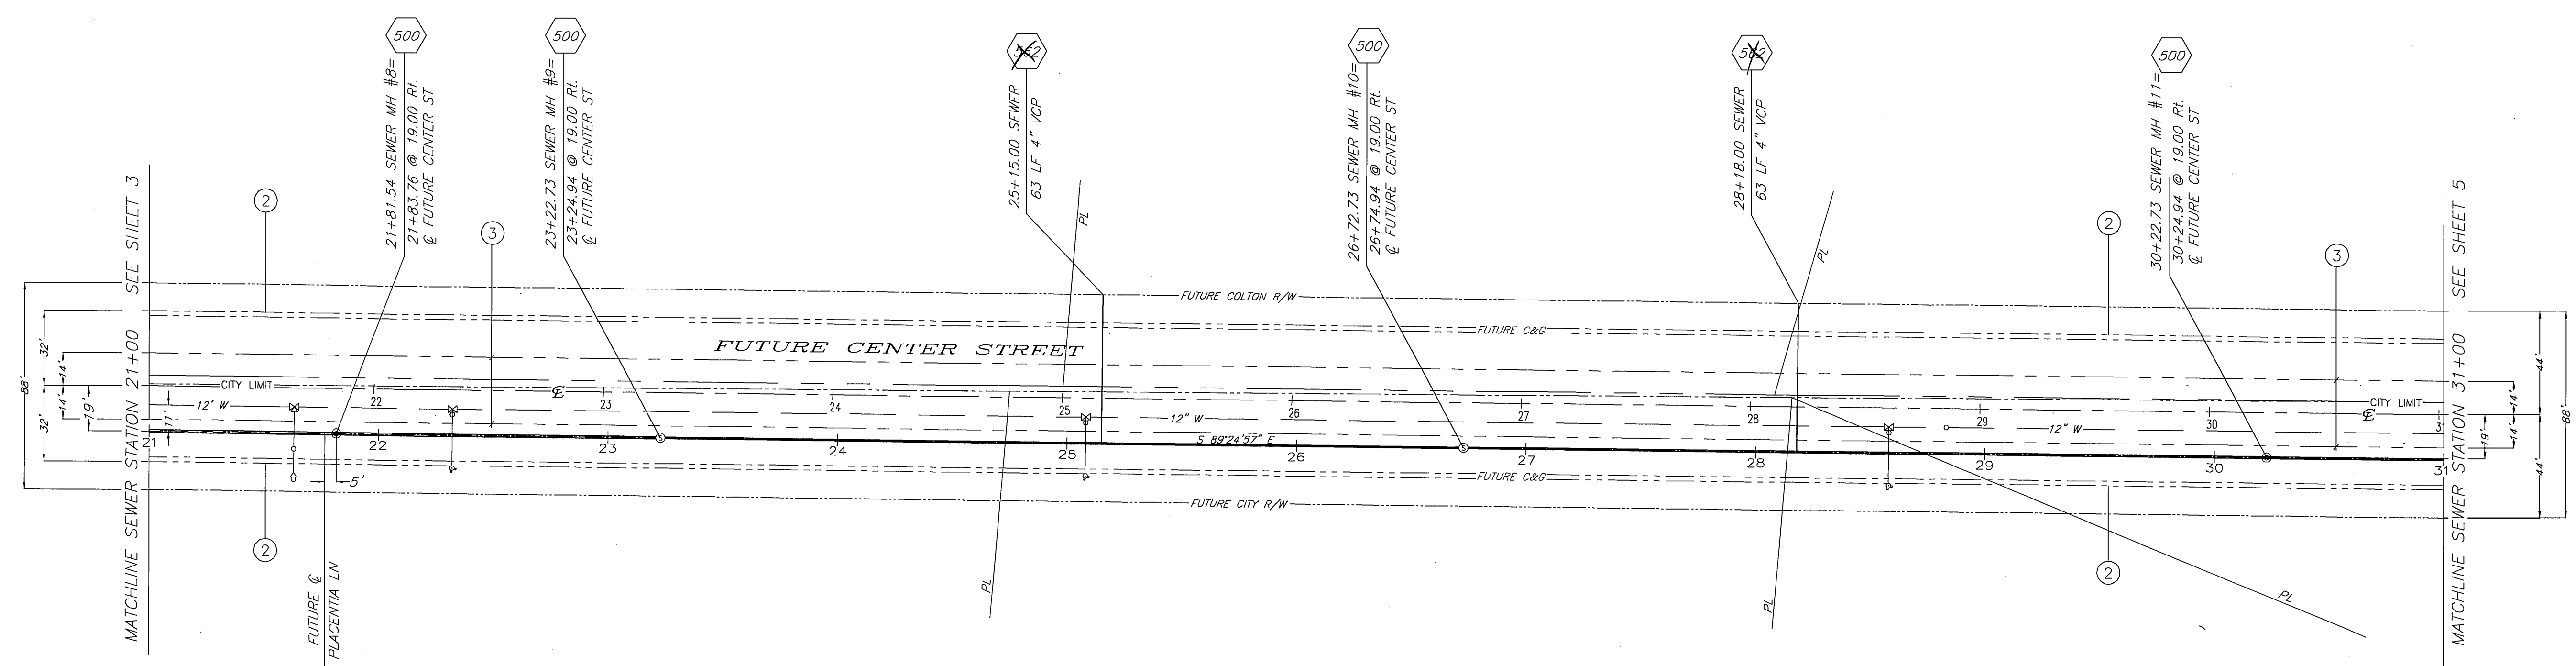 500
500
562
500
562
500
21+81.54 SEWER MH #8=
21+83.76 @ 19.00 Rt.
℄ FUTURE CENTER ST
23+22.73 SEWER MH #9=
23+24.94 @ 19.00 Rt.
℄ FUTURE CENTER ST
25+15.00 SEWER
63 LF 4" VCP
26+72.73 SEWER MH #10=
26+74.94 @ 19.00 Rt.
℄ FUTURE CENTER ST
28+18.00 SEWER
63 LF 4" VCP
30+22.73 SEWER MH #11=
30+24.94 @ 19.00 Rt.
℄ FUTURE CENTER ST
MATCHLINE SEWER STATION 21+00 SEE SHEET 3
2
3
PL
PL
2
3
MATCHLINE SEWER STATION 31+00 SEE SHEET 5
FUTURE COLTON R/W
FUTURE C&G
FUTURE CENTER STREET
88'
32'
14'
14'
19'
32'
11'
CITY LIMIT
℄
CITY LIMIT
℄
12' W
12" W
12" W
22
23
24
25
26
27
28
29
30
3
S 89°24'57" E
21
22
23
24
25
26
27
28
29
30
31
44'
14'
14'
19'
44'
88'
5'
FUTURE C&G
FUTURE CITY R/W
2
2
FUTURE ℄
PLACENTIA LN
PL
PL
PL